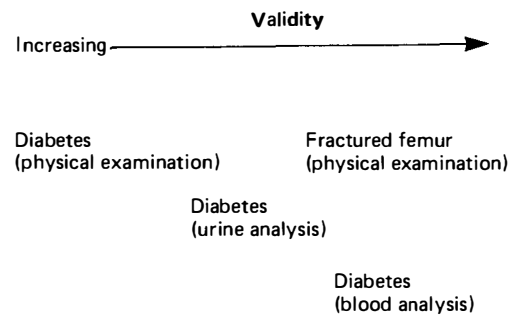 Validity
Increasing
Diabetes
(physical examination)
Fractured femur
(physical examination)
Diabetes
(urine analysis)
Diabetes
(blood analysis)